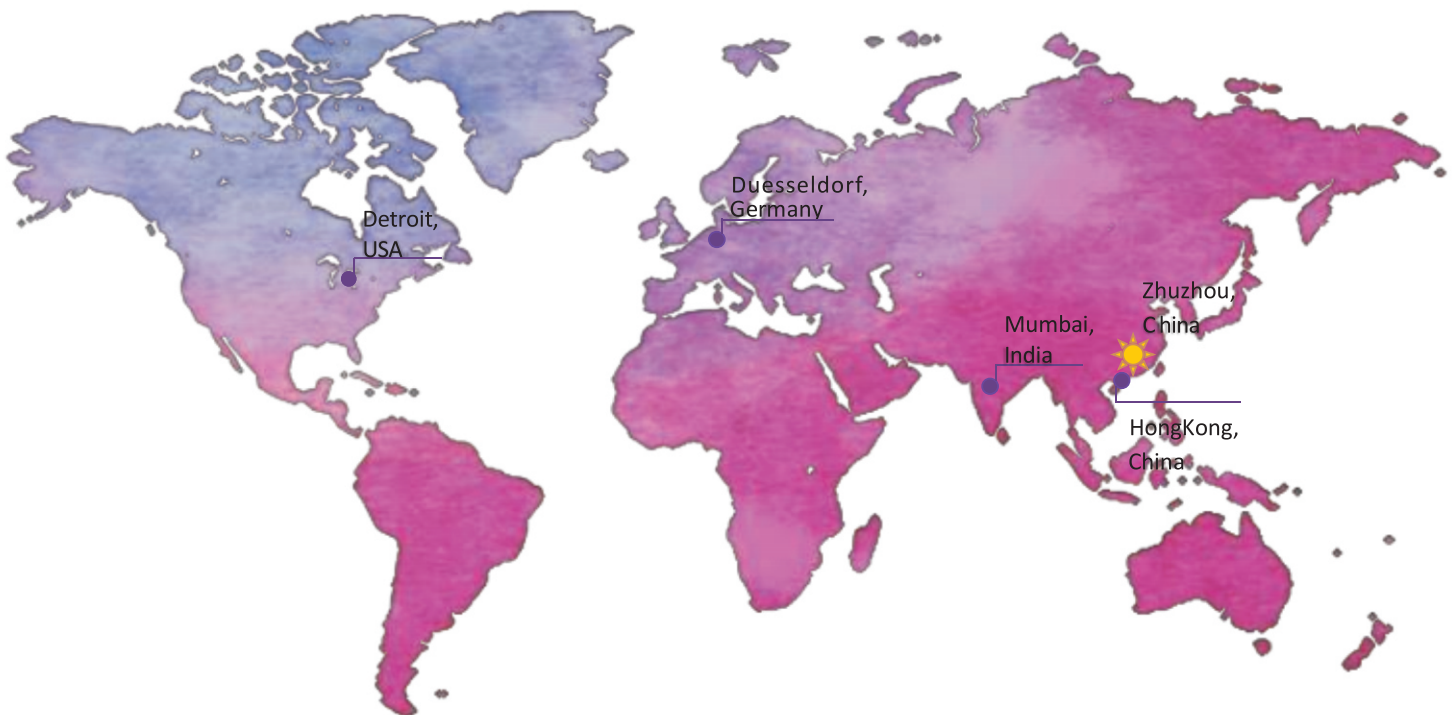 Duesseldorf,
Germany
Detroit,
USA
Zhuzhou,
China
Mumbai,
India
HongKong,
China